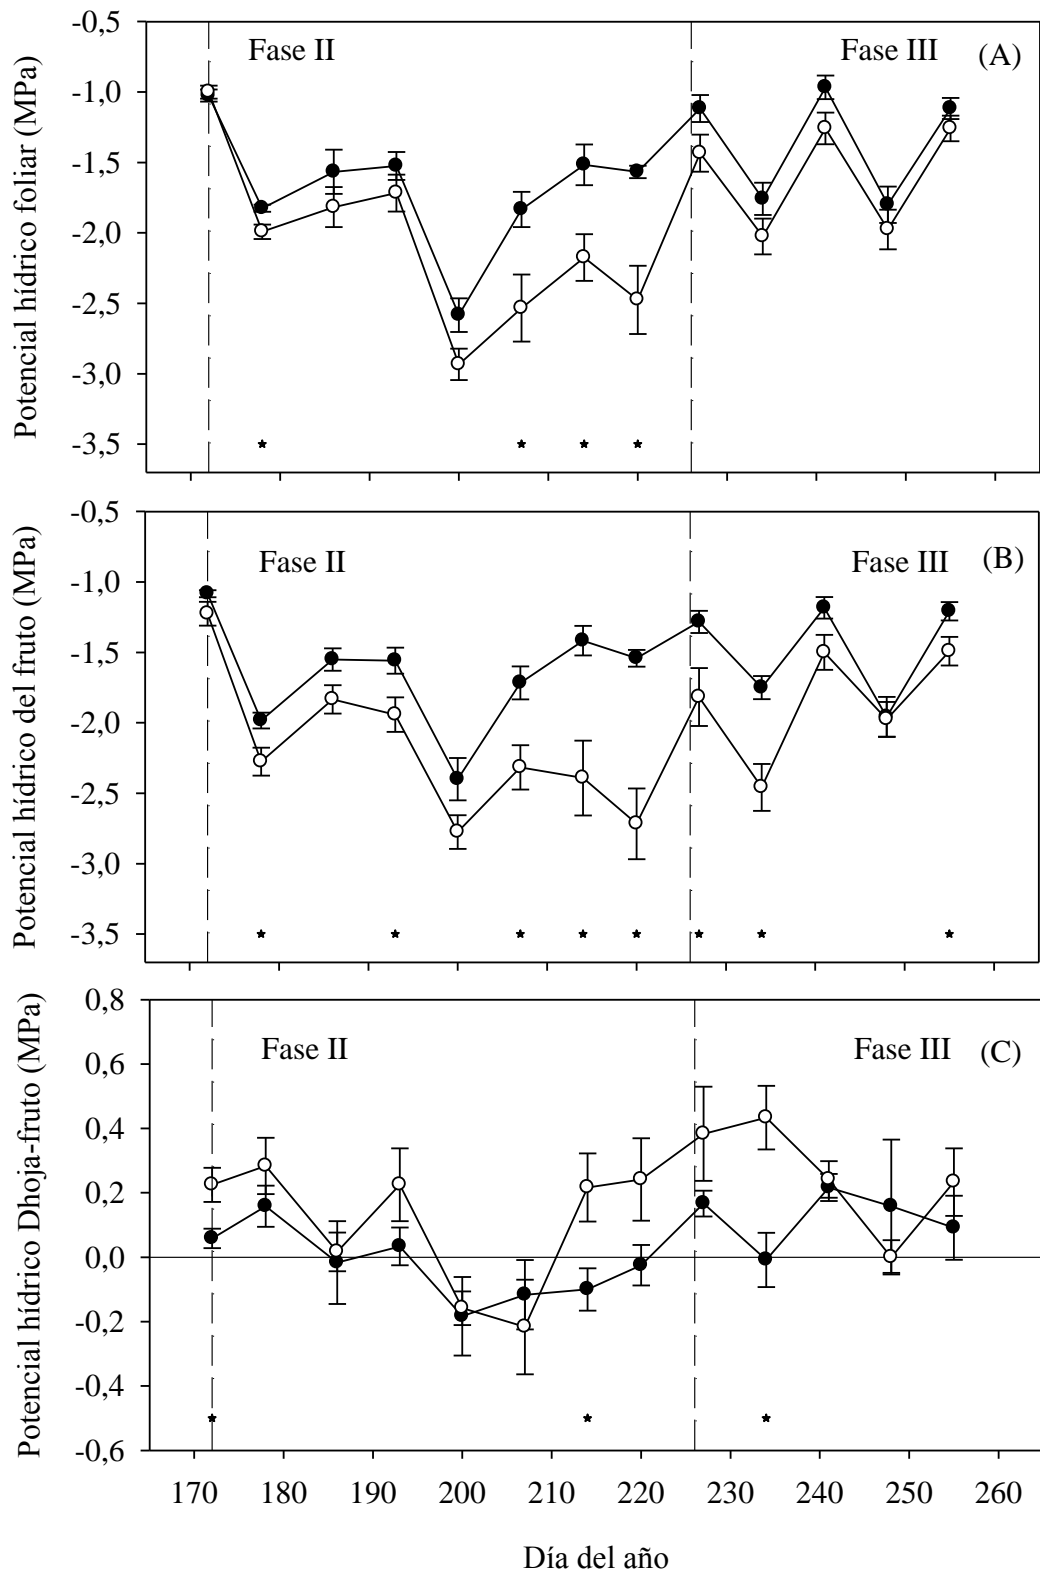 Potencial hídrico foliar (MPa)
-0,5
-1,0
-1,5
-2,0
-2,5
-3,0
-3,5
Fase II
Fase III
(A)
Potencial hídrico del fruto (MPa)
-0,5
-1,0
-1,5
-2,0
-2,5
-3,0
-3,5
Fase II
Fase III
(B)
Potencial hídrico Dhoja-fruto (MPa)
0,8
0,6
0,4
0,2
0,0
-0,2
-0,4
-0,6
Fase II
Fase III
(C)
170 180 190 200 210 220 230 240 250 260
Día del año